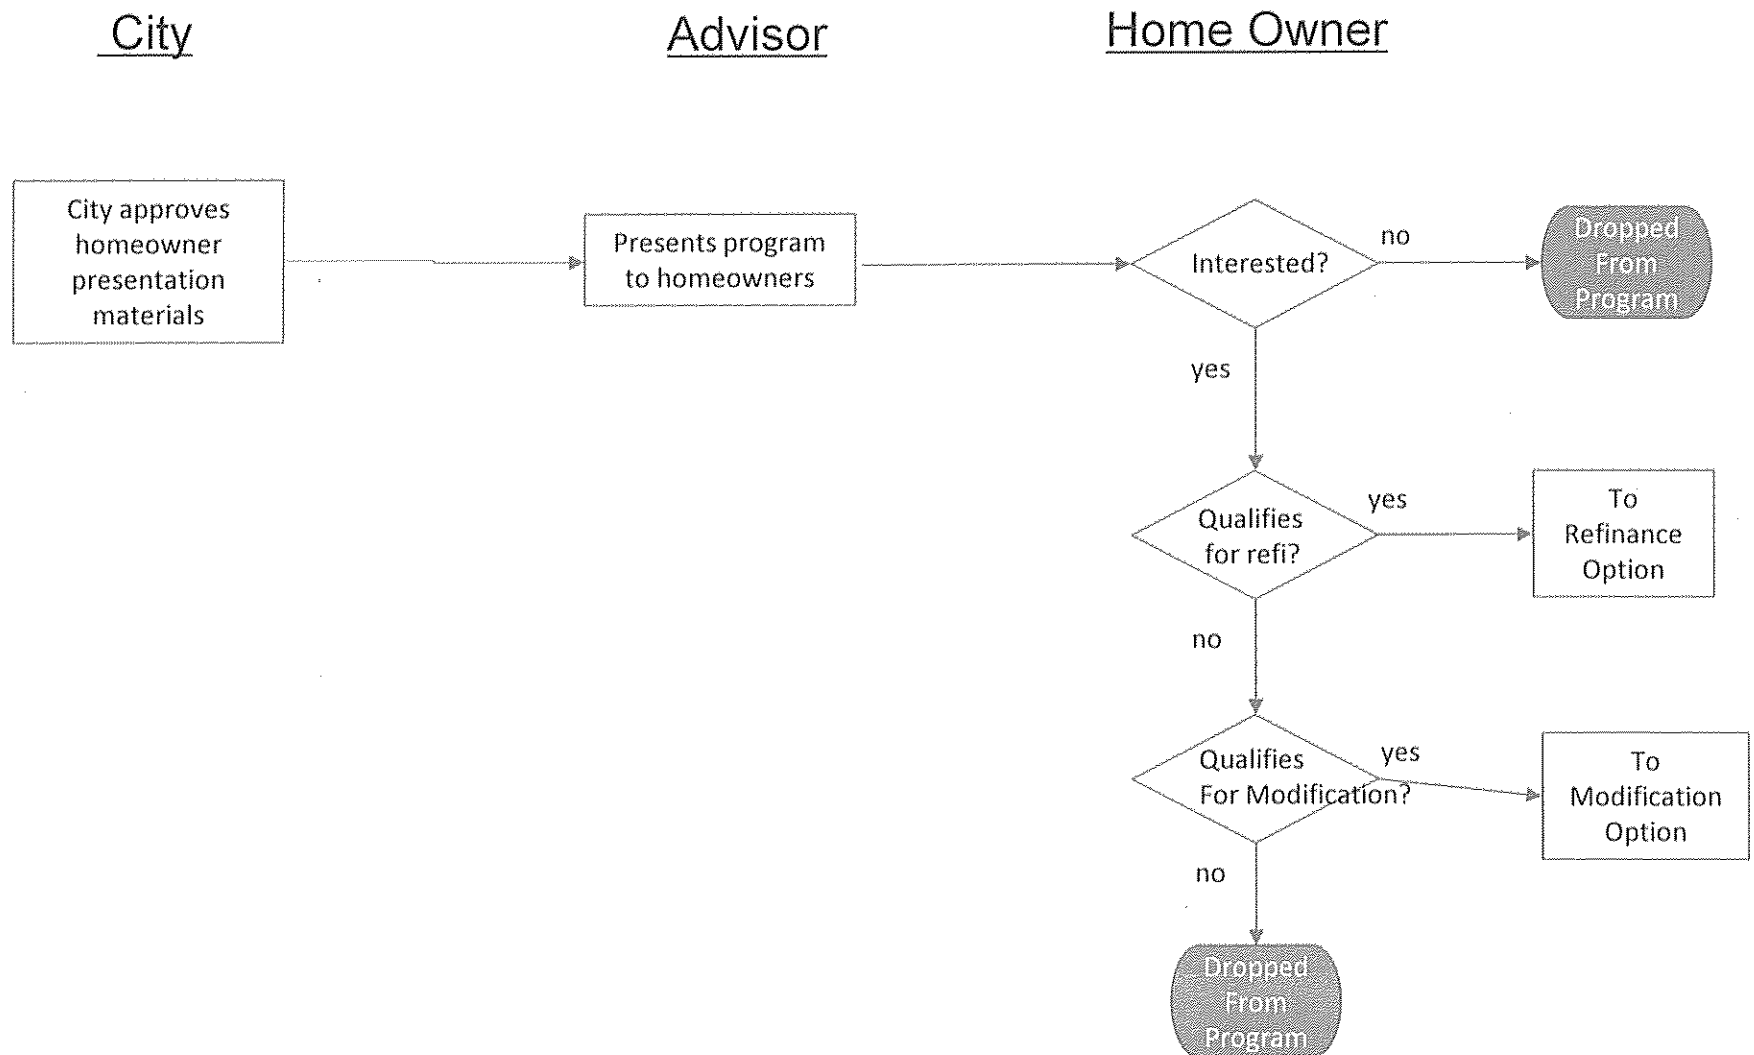 City
Advisor
Home Owner
City approves
homeowner
presentation
materials
Presents program
to homeowners
Interested?
no
Dropped
From
Program
yes
Qualifies
for refi?
yes
To
Refinance
Option
no
Qualifies
For Modification?
yes
To
Modification
Option
no
Dropped
From
Program